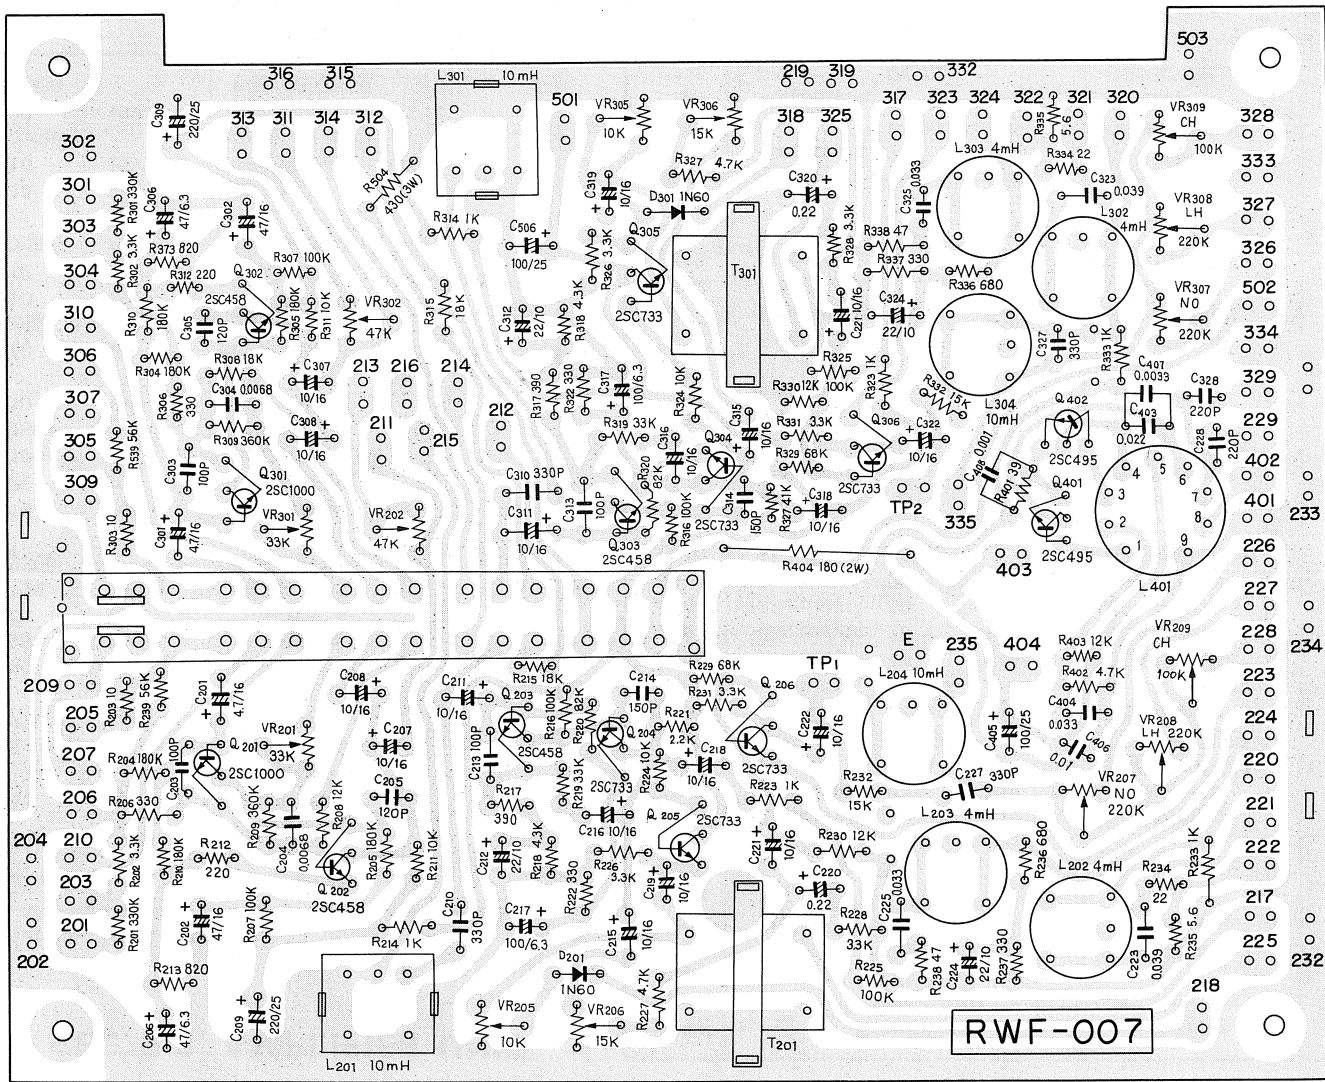 503
316 315
L301 10mH
219 319 332
C309 220/25
313 311 314 312
501
VR305 10K
VR306 15K
318 325
317 323 324 322 321 320
R335 5.6
VR309 CH 100K
328
302
R504 430(3W)
R327 4.7K
L303 4mH
R334 22
333
301
R301 330K
C306 47/6.3
C302 47/16
C319 10/16
D301 1N60
C320 0.22
C325 0.033
C323 0.039
VR308 LH 220K
327
303
R314 1K
C506 100/25
Q305
R328 3.3K
R338 47
L302 4mH
326
R302 3.3K
R373 820
R307 100K
R326 3.3K
T301
R337 330
304
R312 220
Q302
2SC458
R336 680
502
310
R310 180K
C305 120P
R305 180K
R311 10K
VR302 47K
R315 18K
C312 22/10
R318 4.3K
2SC733
C221 10/16
C324 22/10
VR307 NO 220K
334
306
R304 180K
R308 18K
C307 10/16
213 216 214
R325 100K
R323 1K
C327 330P
R333 1K
C407 0.0033
329
307
R306 330
C304 0.0068
R317 390
R322 330
C317 100/6.3
R324 10K
R330 12K
R332 15K
L304 10mH
Q402
C403 0.022
C328 220P
229
305
R539 56K
R309 360K
C308 10/16
211 215 212
R319 33K
C316 10/16
Q304
C315 10/16
R331 3.3K
Q306
C322 10/16
2SC495
C228 220P
402
309
C303 100P
Q301
2SC1000
C310 330P
C313 100P
R320 82K
R329 68K
2SC733
C408 0.001
R401 39
Q401
4 5 6
3 7
2 8
1 9
401
233
R303 10
C301 4.7/16
VR301 33K
VR202 47K
C311 10/16
Q303
2SC458
R316 100K
2SC733
C314 150P
R327 41K
C318 10/16
TP2
335
2SC495
226
R404 180(2W)
403
L401
227
E
VR209 CH 100K
228
234
209
R203 10
R239 56K
C201 4.7/16
C208 10/16
C211 10/16
R215 18K
Q203
R216 100K
R220 82K
C214 150P
R229 68K
R231 3.3K
Q206
TP1
L204 10mH
235 404
R403 12K
R402 4.7K
223
205
C404 0.033
224
207
R204 180K
C203 100P
Q201
2SC1000
VR201 33K
C207 10/16
C213 100P
2SC458
Q204
R221 2.2K
C222 10/16
C405 100/25
C406 0.01
VR208 LH 220K
220
206
R206 330
R209 360K
R208 12K
C205 120P
R219 33K
2SC733
R224 10K
C218 10/16
2SC733
R232 15K
C227 330P
VR207 NO 220K
221
R217 390
R223 1K
204 210
R202 3.3K
R210 180K
R212 220
C204 0.0068
R205 180K
R211 10K
C212 22/10
R218 4.3K
C216 10/16
Q205
2SC733
C221 10/16
R230 12K
L203 4mH
R236 680
R233 1K
222
203
Q202
2SC458
R226 3.3K
R222 330
C219 10/16
C220 0.22
C225 0.033
L202 4mH
R234 22
217
201
R201 330K
C202 47/16
R207 100K
R214 1K
C210 330P
C217 100/6.3
C215 10/16
R228 3.3K
R238 47
C224 22/10
R237 330
C223 0.039
R235 5.6
225
202
232
R213 820
D201
1N60
R227 4.7K
R225 100K
218
C206 47/6.3
C209 220/25
VR205 10K
VR206 15K
L201 10mH
T201
RWF-007